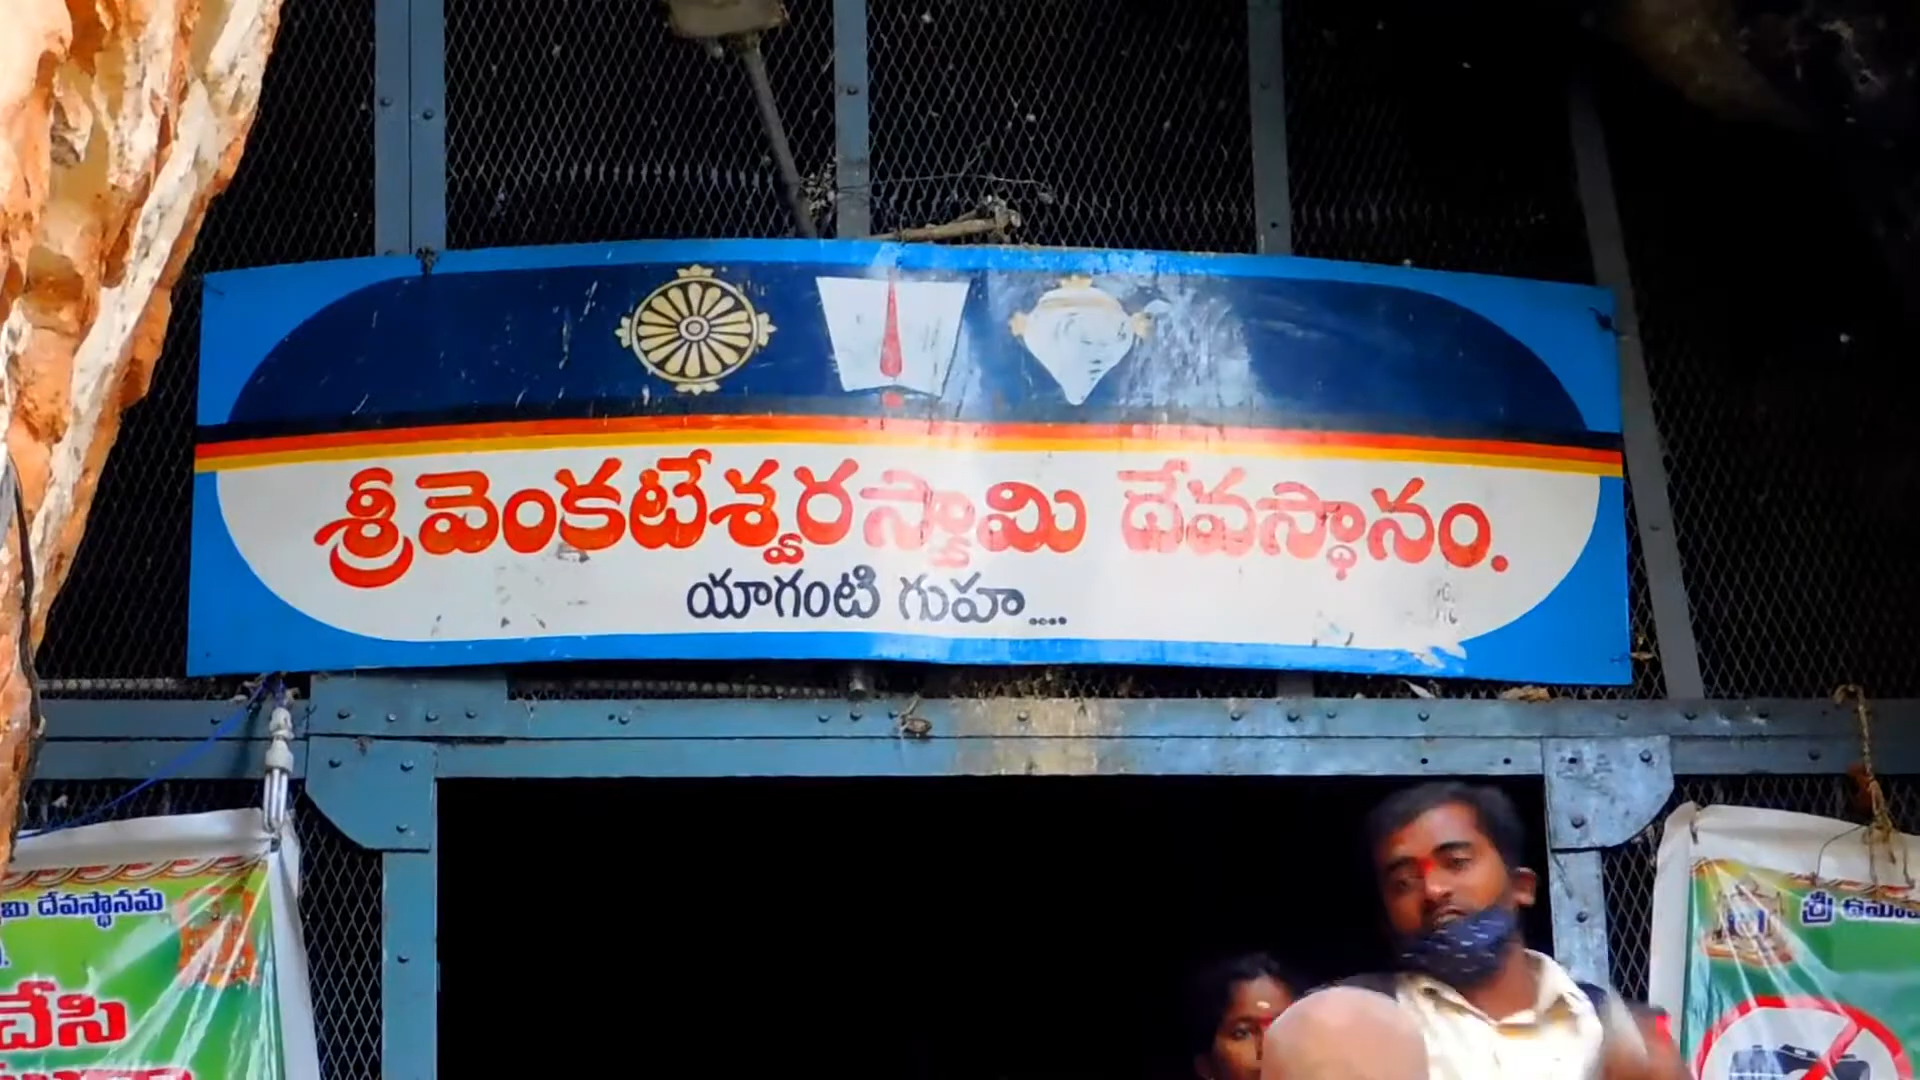 శ్రీ వెంకటేశ్వరస్వామి దేవస్థానం.
యాగంటి గుహ....
మి దేవస్థానమ
చేసి
శ్రీ ఉమా